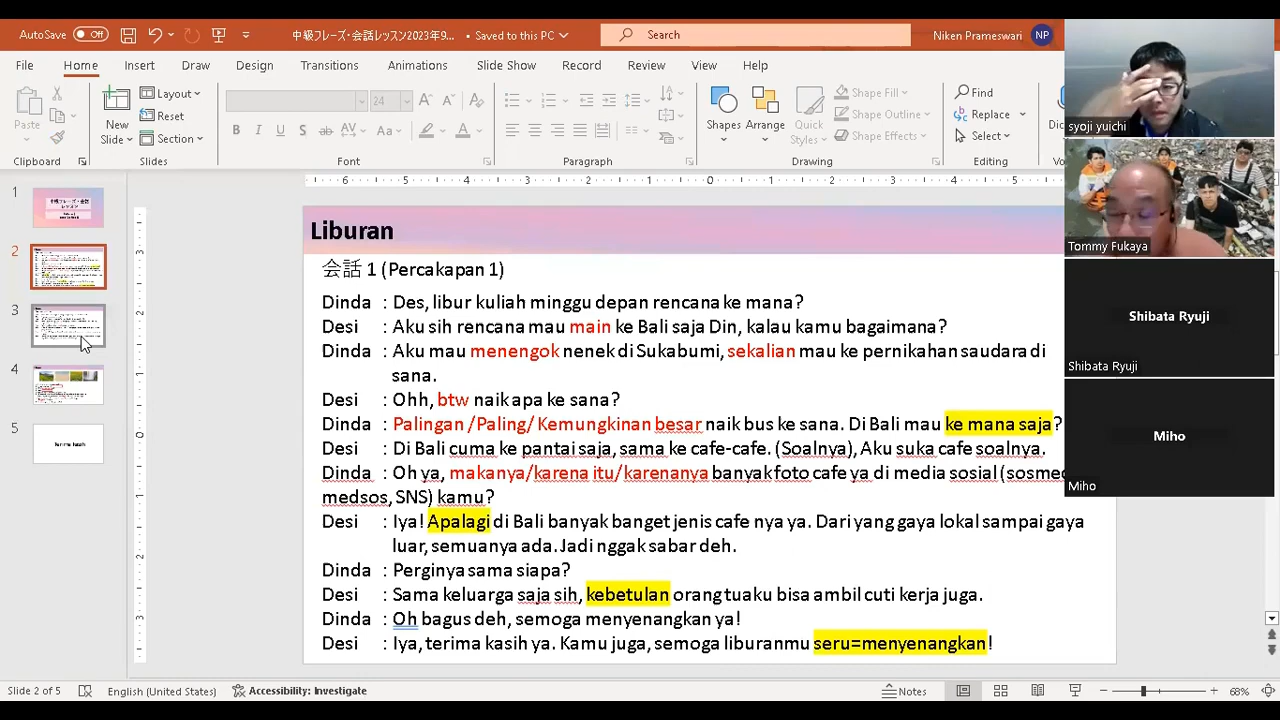 AutoSave Off 中級フレーズ・会話レッスン2023年9... • Saved to this PC Search Niken Prameswari NP
File Home Insert Draw Design Transitions Animations Slide Show Record Review View Help
Paste New Slide Layout Reset Section 24 Shapes Arrange Quick Styles Shape Fill Shape Outline Shape Effects Find Replace Select Dic
Clipboard Slides Font Paragraph Drawing Editing Vo
syoji yuichi
Tommy Fukaya
Shibata Ryuji
Shibata Ryuji
Miho
Miho
1
2
3
4
5
Liburan
会話 1 (Percakapan 1)
Dinda : Des, libur kuliah minggu depan rencana ke mana?
Desi : Aku sih rencana mau main ke Bali saja Din, kalau kamu bagaimana?
Dinda : Aku mau menengok nenek di Sukabumi, sekalian mau ke pernikahan saudara di
sana.
Desi : Ohh, btw naik apa ke sana?
Dinda : Palingan /Paling/ Kemungkinan besar naik bus ke sana. Di Bali mau ke mana saja?
Desi : Di Bali cuma ke pantai saja, sama ke cafe-cafe. (Soalnya), Aku suka cafe soalnya.
Dinda : Oh ya, makanya/karena itu/karenanya banyak foto cafe ya di media sosial (sosmed
medsos, SNS) kamu?
Desi : Iya! Apalagi di Bali banyak banget jenis cafe nya ya. Dari yang gaya lokal sampai gaya
luar, semuanya ada. Jadi nggak sabar deh.
Dinda : Perginya sama siapa?
Desi : Sama keluarga saja sih, kebetulan orang tuaku bisa ambil cuti kerja juga.
Dinda : Oh bagus deh, semoga menyenangkan ya!
Desi : Iya, terima kasih ya. Kamu juga, semoga liburanmu seru=menyenangkan!
Slide 2 of 5 English (United States) Accessibility: Investigate Notes 68%